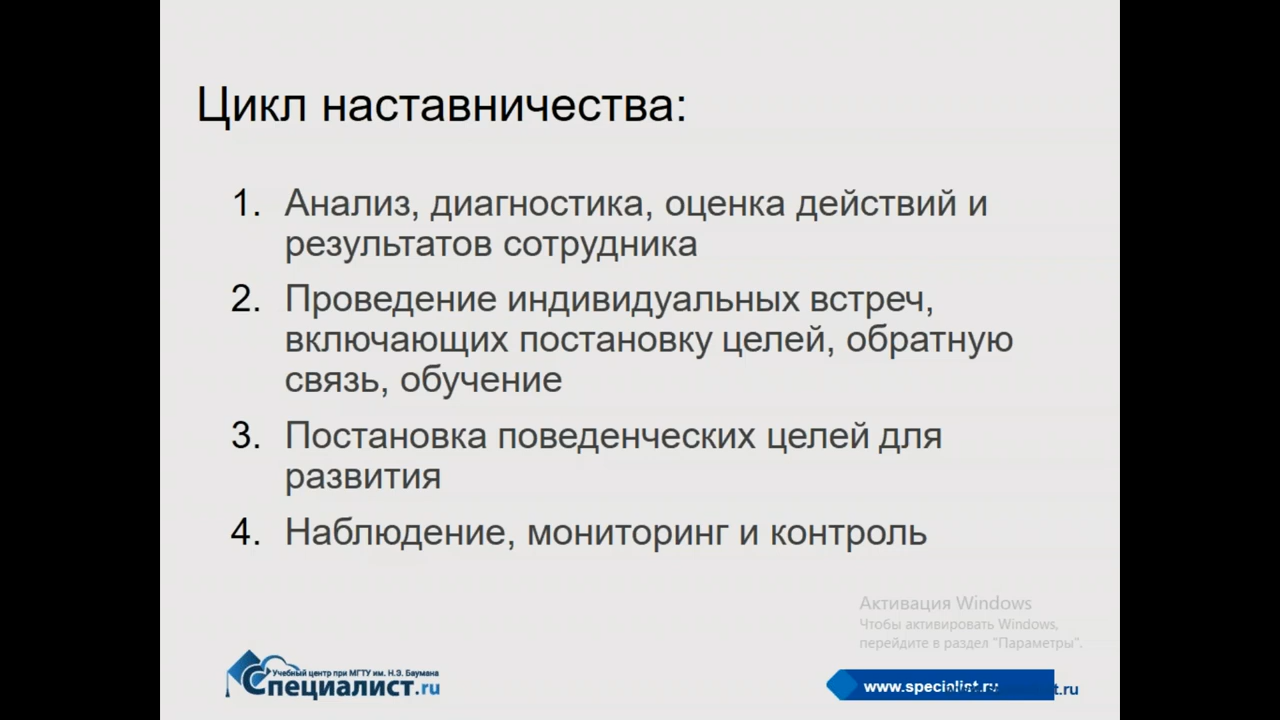 Цикл наставничества:
1. Анализ, диагностика, оценка действий и
результатов сотрудника
2. Проведение индивидуальных встреч,
включающих постановку целей, обратную
связь, обучение
3. Постановка поведенческих целей для
развития
4. Наблюдение, мониторинг и контроль
Активация Windows
Чтобы активировать Windows,
перейдите в раздел "Параметры".
Учебный центр при МГТУ им. Н.Э. Баумана
Специалист.ru
www.specialist.ru